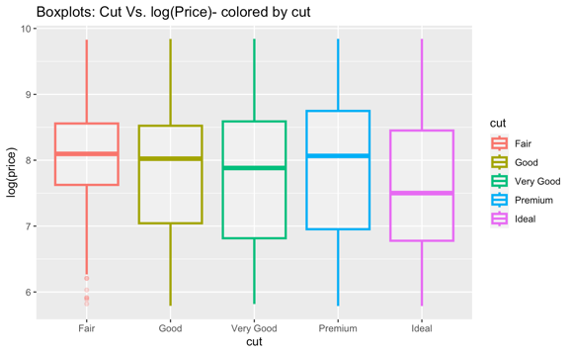 Boxplots: Cut Vs. log(Price)- colored by cut
10
9
8
7
6
log(price)
Fair
Good
Very Good
Premium
Ideal
cut
cut
Fair
Good
Very Good
Premium
Ideal